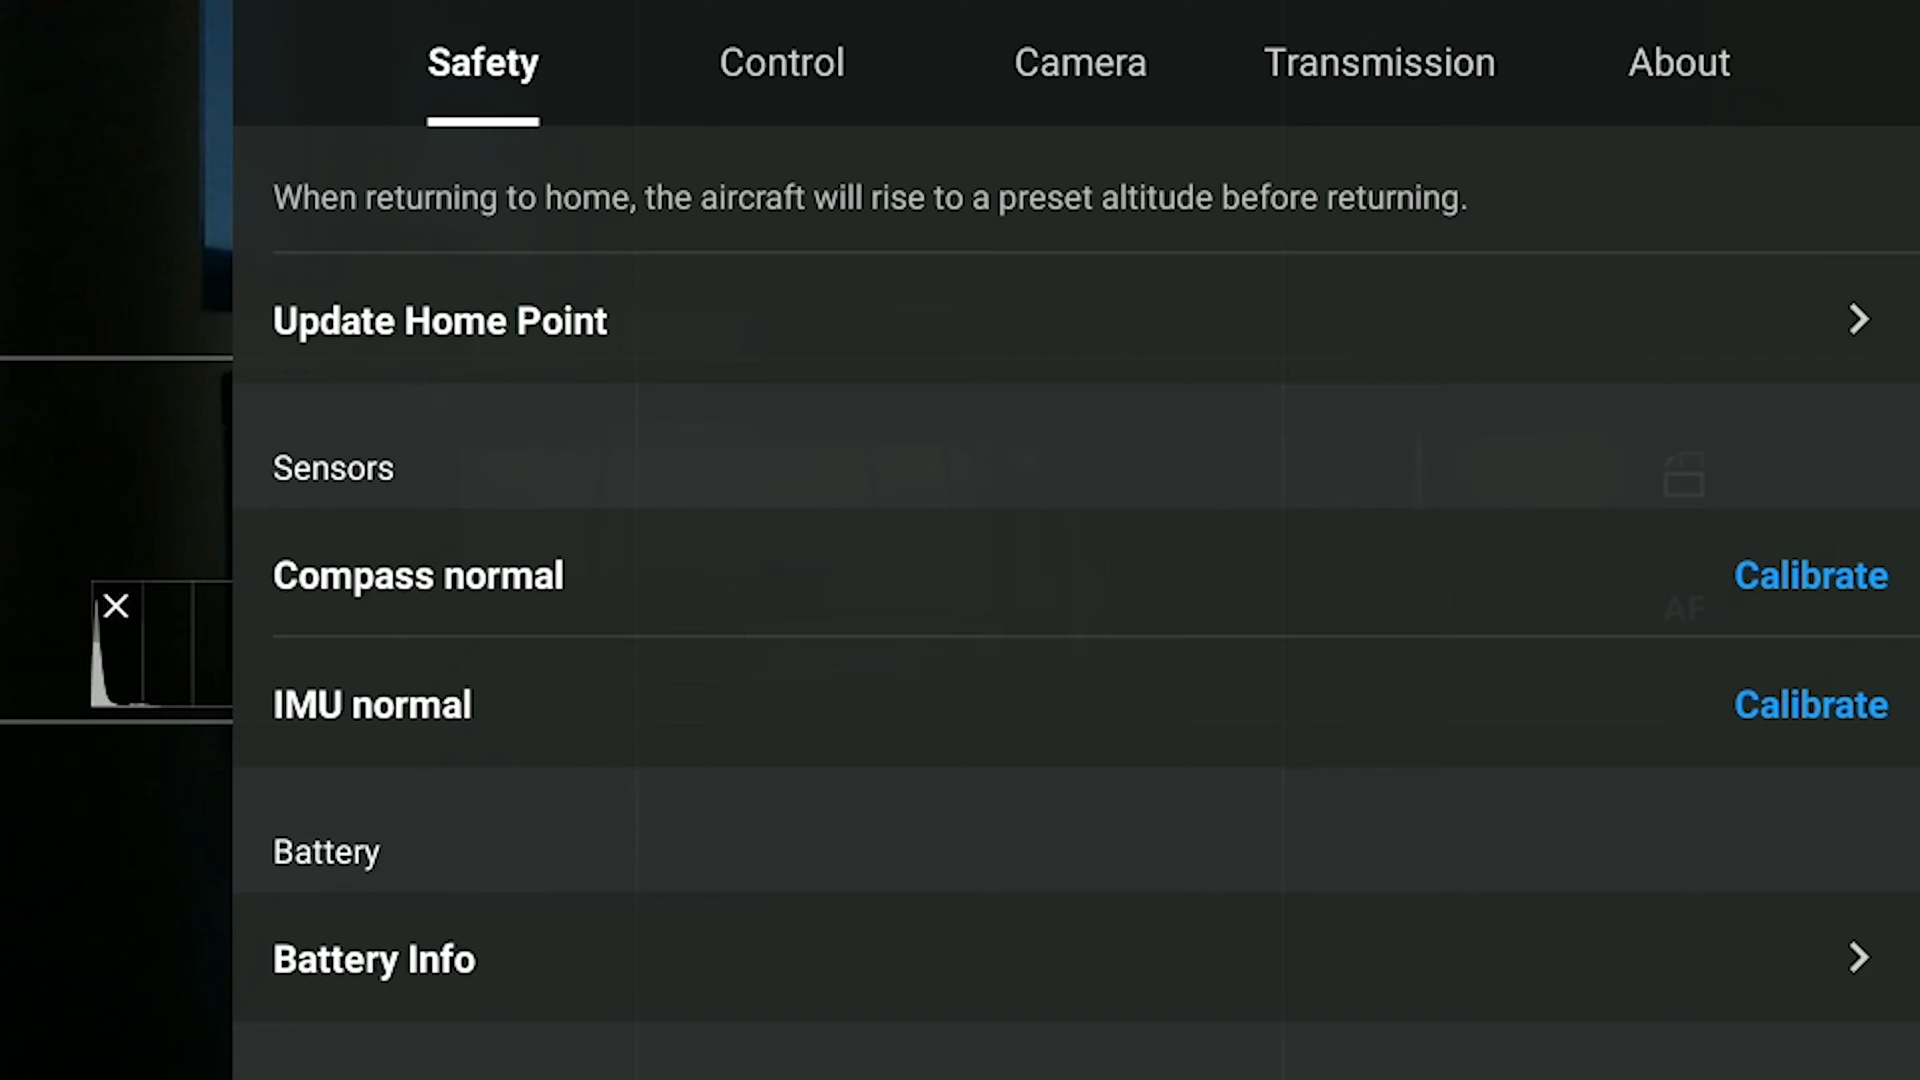 Safety Control Camera Transmission About
When returning to home, the aircraft will rise to a preset altitude before returning.
Update Home Point
Sensors
Compass normal Calibrate
AF
IMU normal Calibrate
Battery
Battery Info